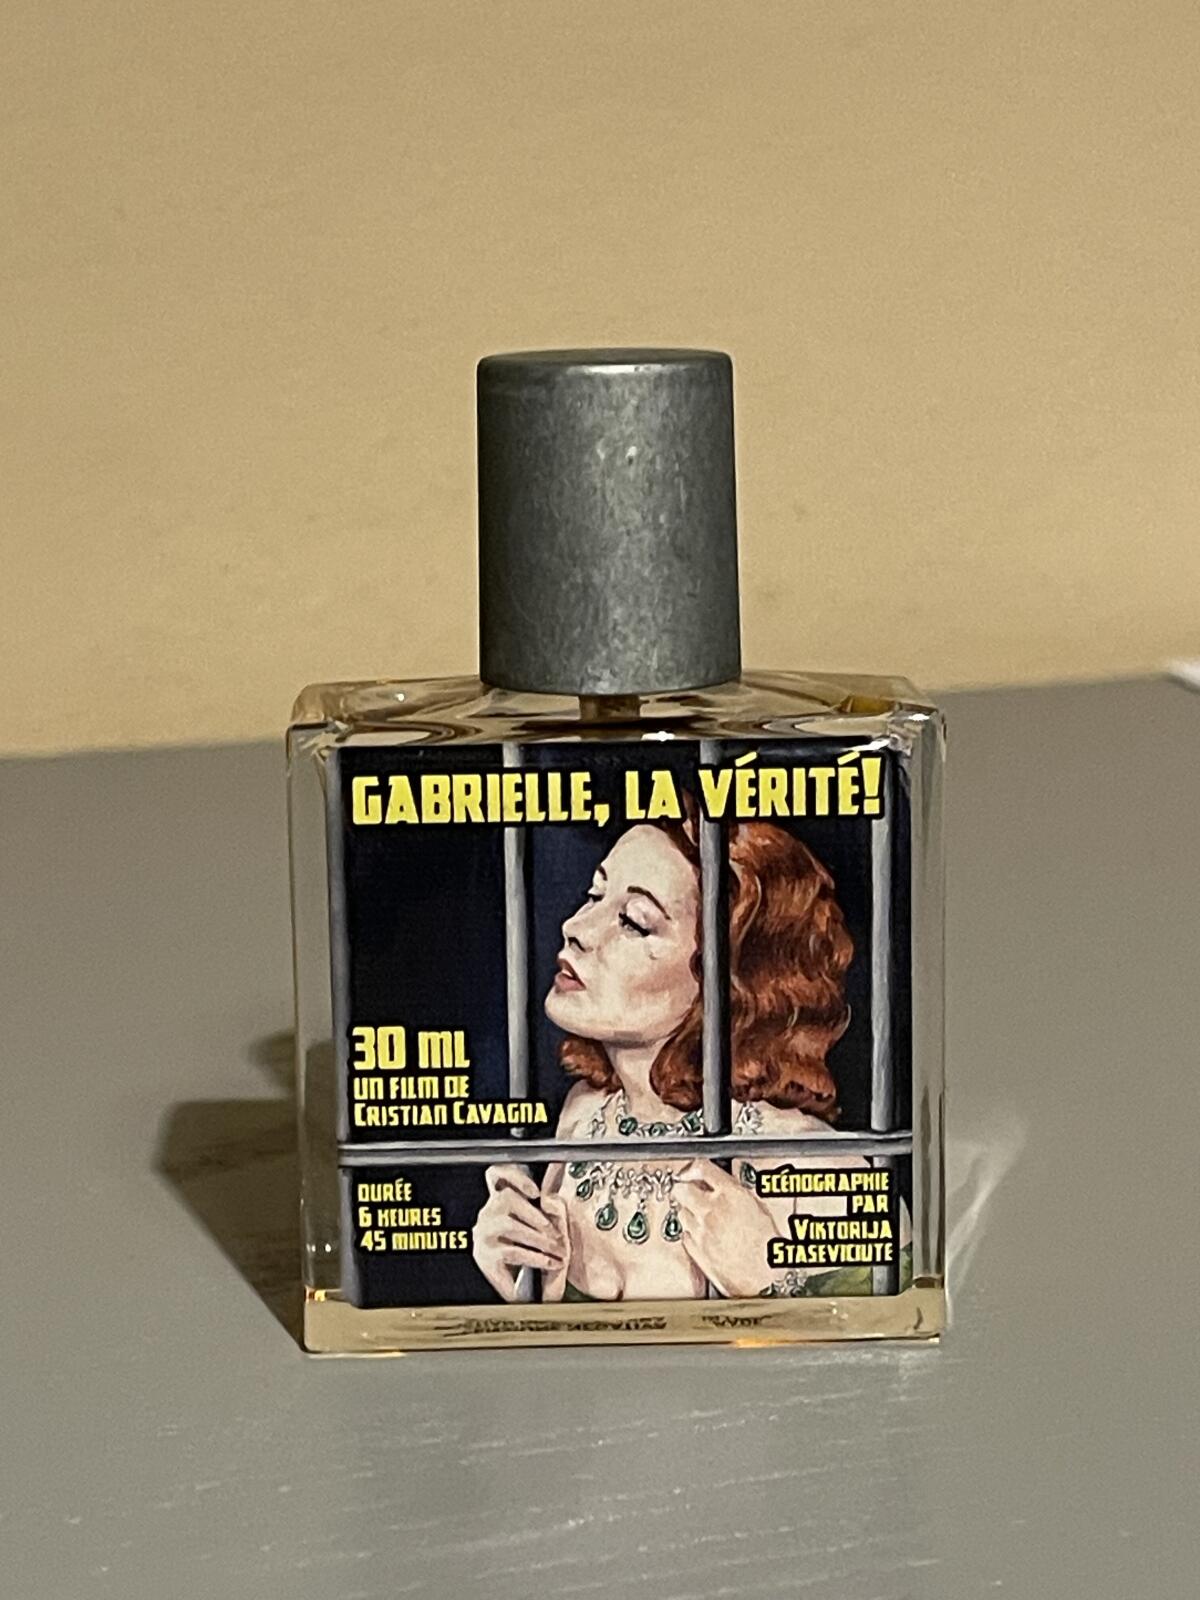 GABRIELLE, LA VÉRITÉ!
30 ML
UN FILM DE
CRISTIAN CAVAGNA
DURÉE
6 HEURES
45 MINUTES
SCÉNOGRAPHIE
PAR
VIKTORIJA
STASEVICIUTE